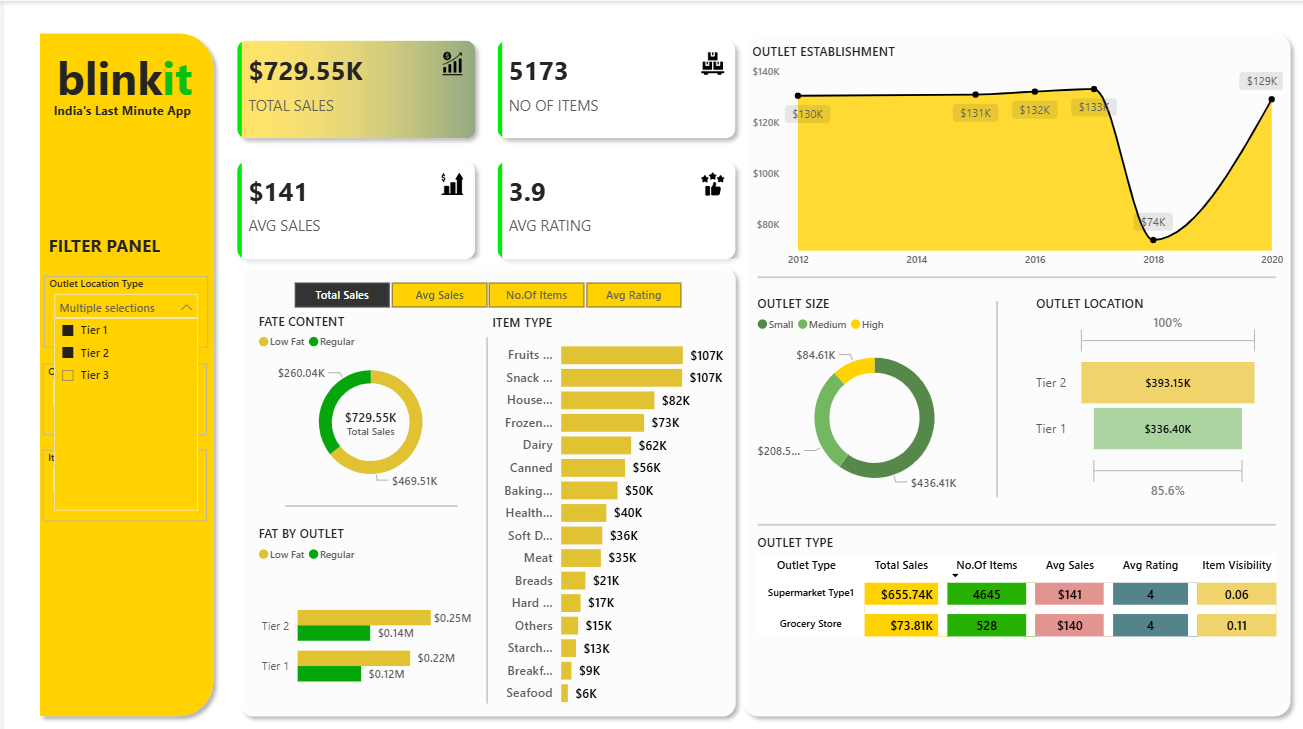 blinkit
India's Last Minute App
FILTER PANEL
Outlet Location Type
Multiple selections
Tier 1
Tier 2
Tier 3
$729.55K
TOTAL SALES
5173
NO OF ITEMS
$141
AVG SALES
3.9
AVG RATING
Total Sales
Avg Sales
No.Of Items
Avg Rating
FATE CONTENT
Low Fat
Regular
$260.04K
$729.55K
Total Sales
$469.51K
FAT BY OUTLET
Low Fat
Regular
Tier 2
$0.25M
$0.14M
Tier 1
$0.22M
$0.12M
ITEM TYPE
Fruits ... $107K
Snack ... $107K
House... $82K
Frozen... $73K
Dairy $62K
Canned $56K
Baking... $50K
Health... $40K
Soft D... $36K
Meat $35K
Breads $21K
Hard ... $17K
Others $15K
Starch... $13K
Breakf... $9K
Seafood $6K
OUTLET ESTABLISHMENT
$140K
$120K
$100K
$80K
$130K
$131K
$132K
$133K
$74K
$129K
2012 2014 2016 2018 2020
OUTLET SIZE
Small Medium High
$84.61K
$208.5...
$436.41K
OUTLET LOCATION
100%
Tier 2 $393.15K
Tier 1 $336.40K
85.6%
OUTLET TYPE
Outlet Type Total Sales No.Of Items Avg Sales Avg Rating Item Visibility
Supermarket Type1 $655.74K 4645 $141 4 0.06
Grocery Store $73.81K 528 $140 4 0.11